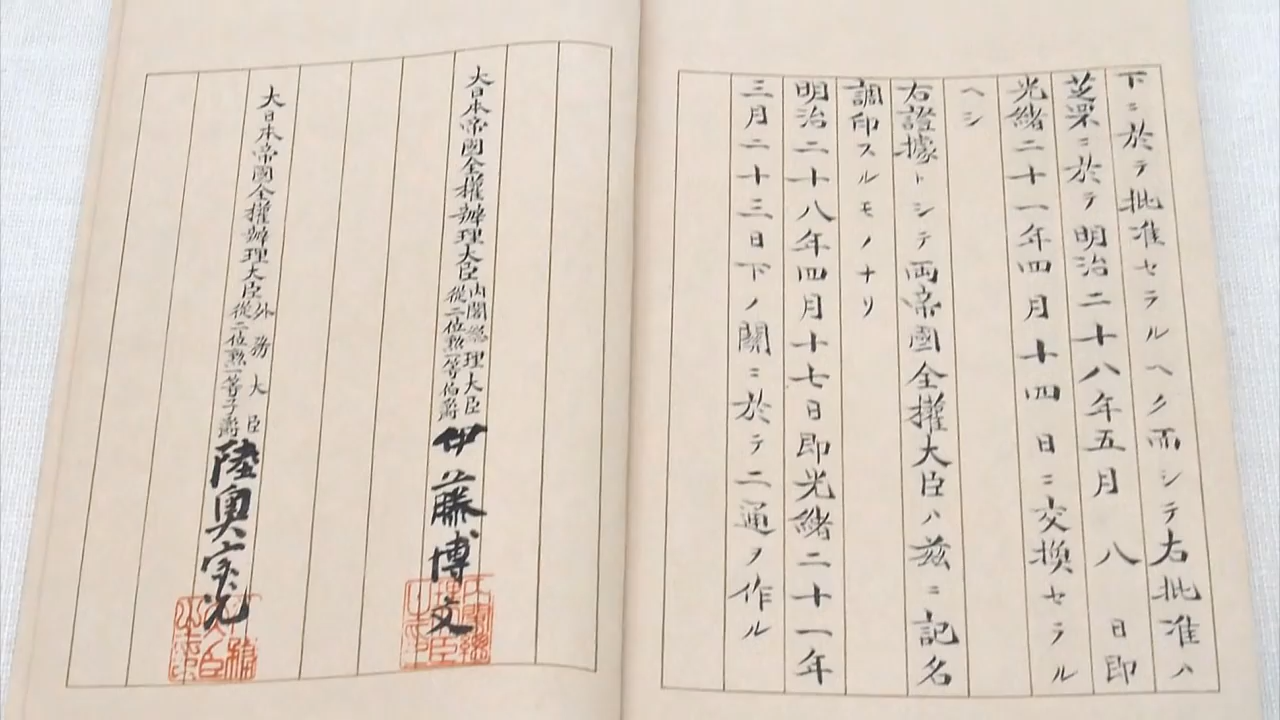 下ニ於テ批准セラルヘク而シテ右批准ハ
芝罘ニ於テ明治二十八年五月八日即
光緒二十一年四月十四日ニ交換セラル
ヘシ
右證據トシテ兩帝國全權大臣ハ茲ニ記名
調印スルモノナリ
明治二十八年四月十七日即光緒二十一年
三月二十三日下ノ關ニ於テ二通ヲ作ル
大日本帝國全權辦理大臣內閣總理大臣從二位勲一等伯爵伊藤博文
大日本帝國全權辦理大臣外務大臣從二位勲一等子爵陸奥宗光